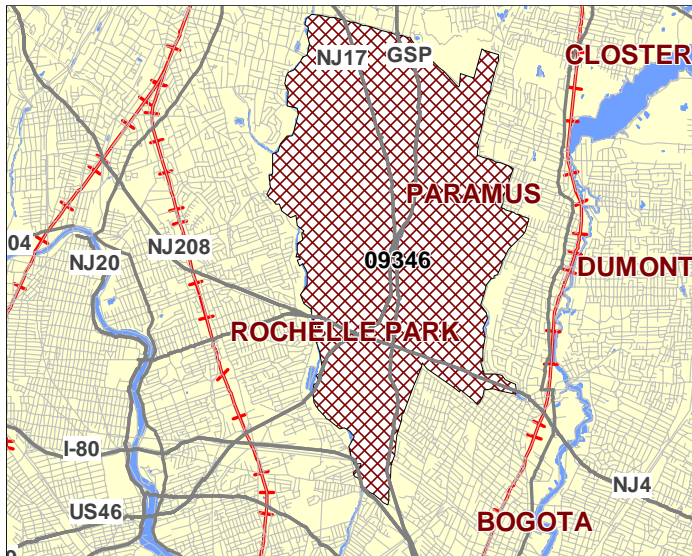 CLOSTER
NJ17
GSP
PARAMUS
04
NJ208
NJ20
09346
DUMONT
ROCHELLE PARK
I-80
NJ4
US46
BOGOTA